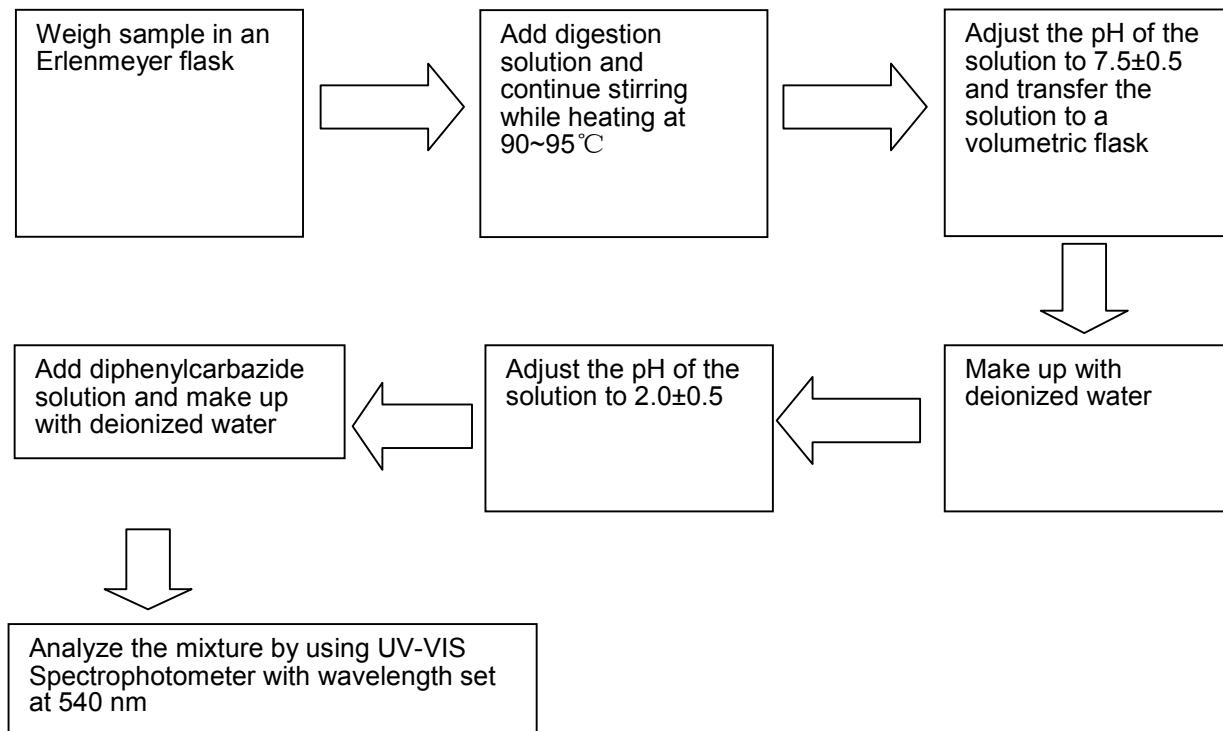 Weigh sample in an
Erlenmeyer flask
Add digestion
solution and
continue stirring
while heating at
90~95℃
Adjust the pH of the
solution to 7.5±0.5
and transfer the
solution to a
volumetric flask
Make up with
deionized water
Adjust the pH of the
solution to 2.0±0.5
Add diphenylcarbazide
solution and make up
with deionized water
Analyze the mixture by using UV-VIS
Spectrophotometer with wavelength set
at 540 nm